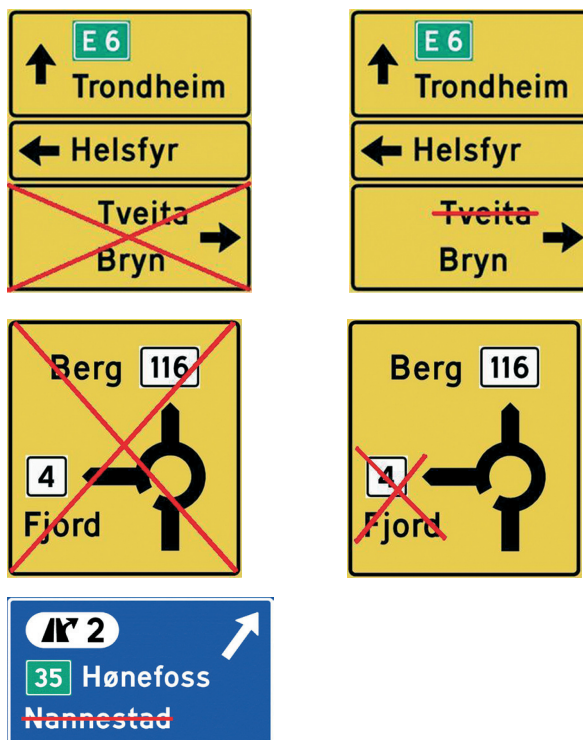 E 6
Trondheim
Helsfyr
Tveita
Bryn
E 6
Trondheim
Helsfyr
Tveita
Bryn
Berg 116
4
Fjord
Berg 116
4
Fjord
2
35 Hønefoss
Nannestad